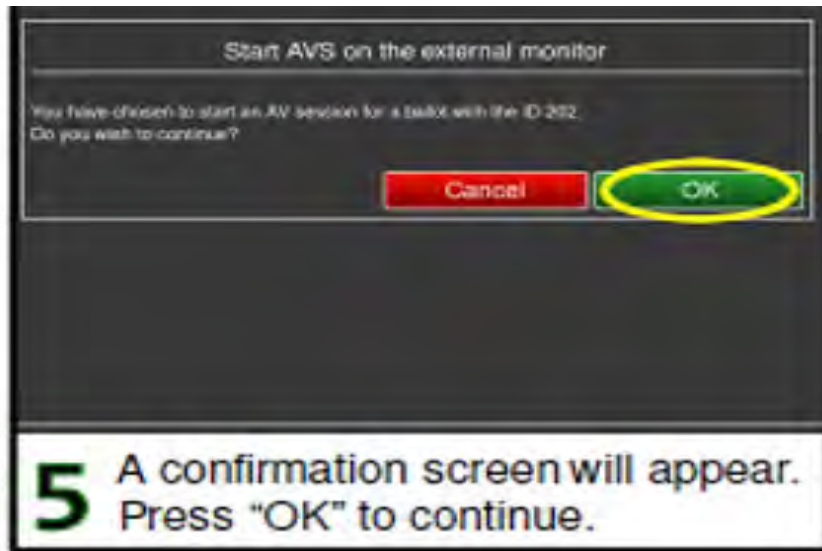 Start AVS on the external monitor
You have chosen to start an AV session for a ballot with the ID 202.
Do you wish to continue?
Cancel
OK
5
A confirmation screen will appear.
Press “OK” to continue.